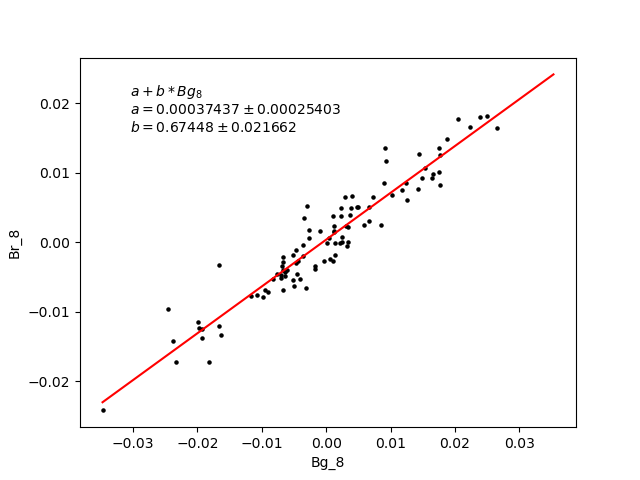 a + b * Bg₈
a = 0.00037437 ± 0.00025403
b = 0.67448 ± 0.021662
0.02
0.01
0.00
−0.01
−0.02
Br_8
−0.03 −0.02 −0.01 0.00 0.01 0.02 0.03
Bg_8